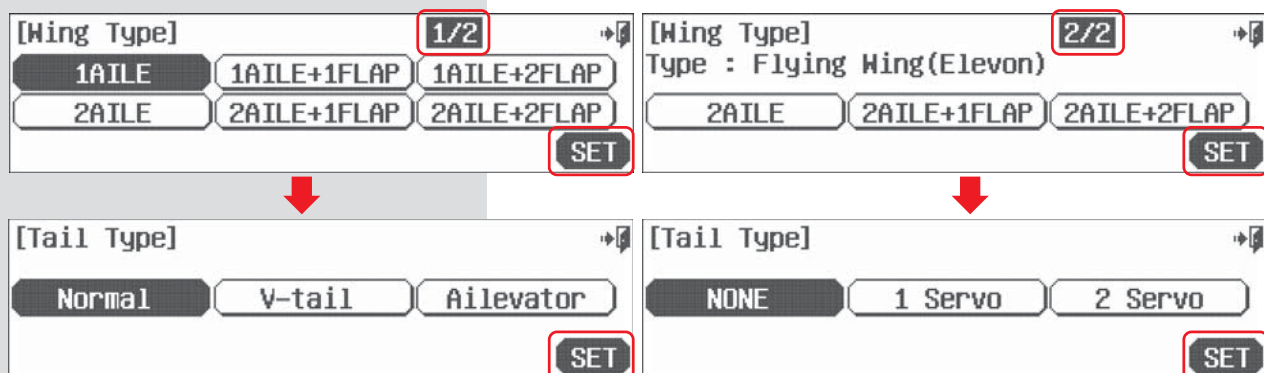 [Wing Type] 1/2
1AILE 1AILE+1FLAP 1AILE+2FLAP
2AILE 2AILE+1FLAP 2AILE+2FLAP
SET
[Wing Type] 2/2
Type : Flying Wing(Elevon)
2AILE 2AILE+1FLAP 2AILE+2FLAP
SET
[Tail Type]
Normal V-tail Ailevator
SET
[Tail Type]
NONE 1 Servo 2 Servo
SET